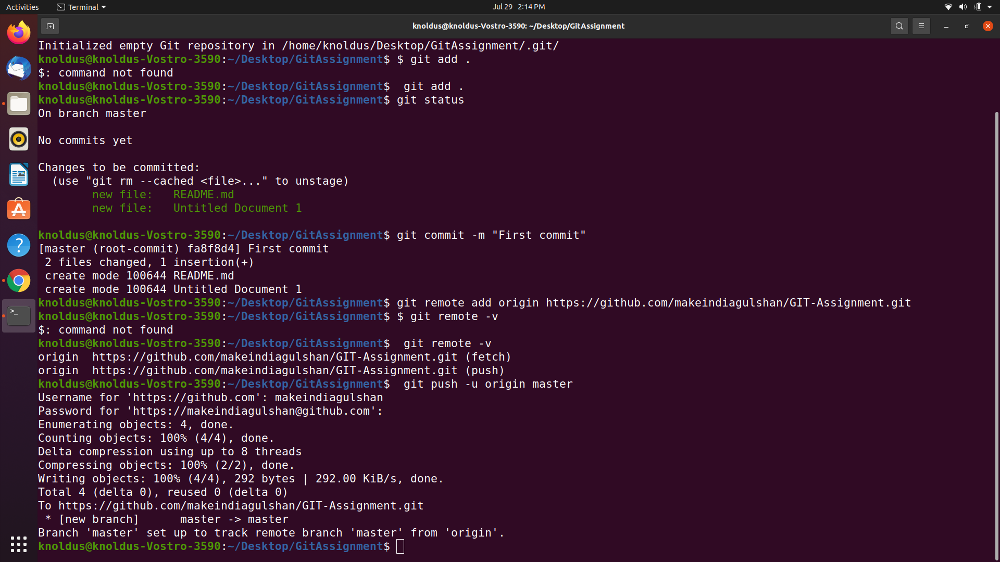 Activities
Terminal
Jul 29 2:14 PM
knoldus@knoldus-Vostro-3590: ~/Desktop/GitAssignment
Initialized empty Git repository in /home/knoldus/Desktop/GitAssignment/.git/
knoldus@knoldus-Vostro-3590:~/Desktop/GitAssignment$ $ git add .
$: command not found
knoldus@knoldus-Vostro-3590:~/Desktop/GitAssignment$  git add .
knoldus@knoldus-Vostro-3590:~/Desktop/GitAssignment$ git status
On branch master

No commits yet

Changes to be committed:
  (use "git rm --cached <file>..." to unstage)
        new file:   README.md
        new file:   Untitled Document 1

knoldus@knoldus-Vostro-3590:~/Desktop/GitAssignment$ git commit -m "First commit"
[master (root-commit) fa8f8d4] First commit
 2 files changed, 1 insertion(+)
 create mode 100644 README.md
 create mode 100644 Untitled Document 1
knoldus@knoldus-Vostro-3590:~/Desktop/GitAssignment$ git remote add origin https://github.com/makeindiagulshan/GIT-Assignment.git
knoldus@knoldus-Vostro-3590:~/Desktop/GitAssignment$ $ git remote -v
$: command not found
knoldus@knoldus-Vostro-3590:~/Desktop/GitAssignment$  git remote -v
origin  https://github.com/makeindiagulshan/GIT-Assignment.git (fetch)
origin  https://github.com/makeindiagulshan/GIT-Assignment.git (push)
knoldus@knoldus-Vostro-3590:~/Desktop/GitAssignment$  git push -u origin master
Username for 'https://github.com': makeindiagulshan
Password for 'https://makeindiagulshan@github.com':
Enumerating objects: 4, done.
Counting objects: 100% (4/4), done.
Delta compression using up to 8 threads
Compressing objects: 100% (2/2), done.
Writing objects: 100% (4/4), 292 bytes | 292.00 KiB/s, done.
Total 4 (delta 0), reused 0 (delta 0)
To https://github.com/makeindiagulshan/GIT-Assignment.git
 * [new branch]      master -> master
Branch 'master' set up to track remote branch 'master' from 'origin'.
knoldus@knoldus-Vostro-3590:~/Desktop/GitAssignment$